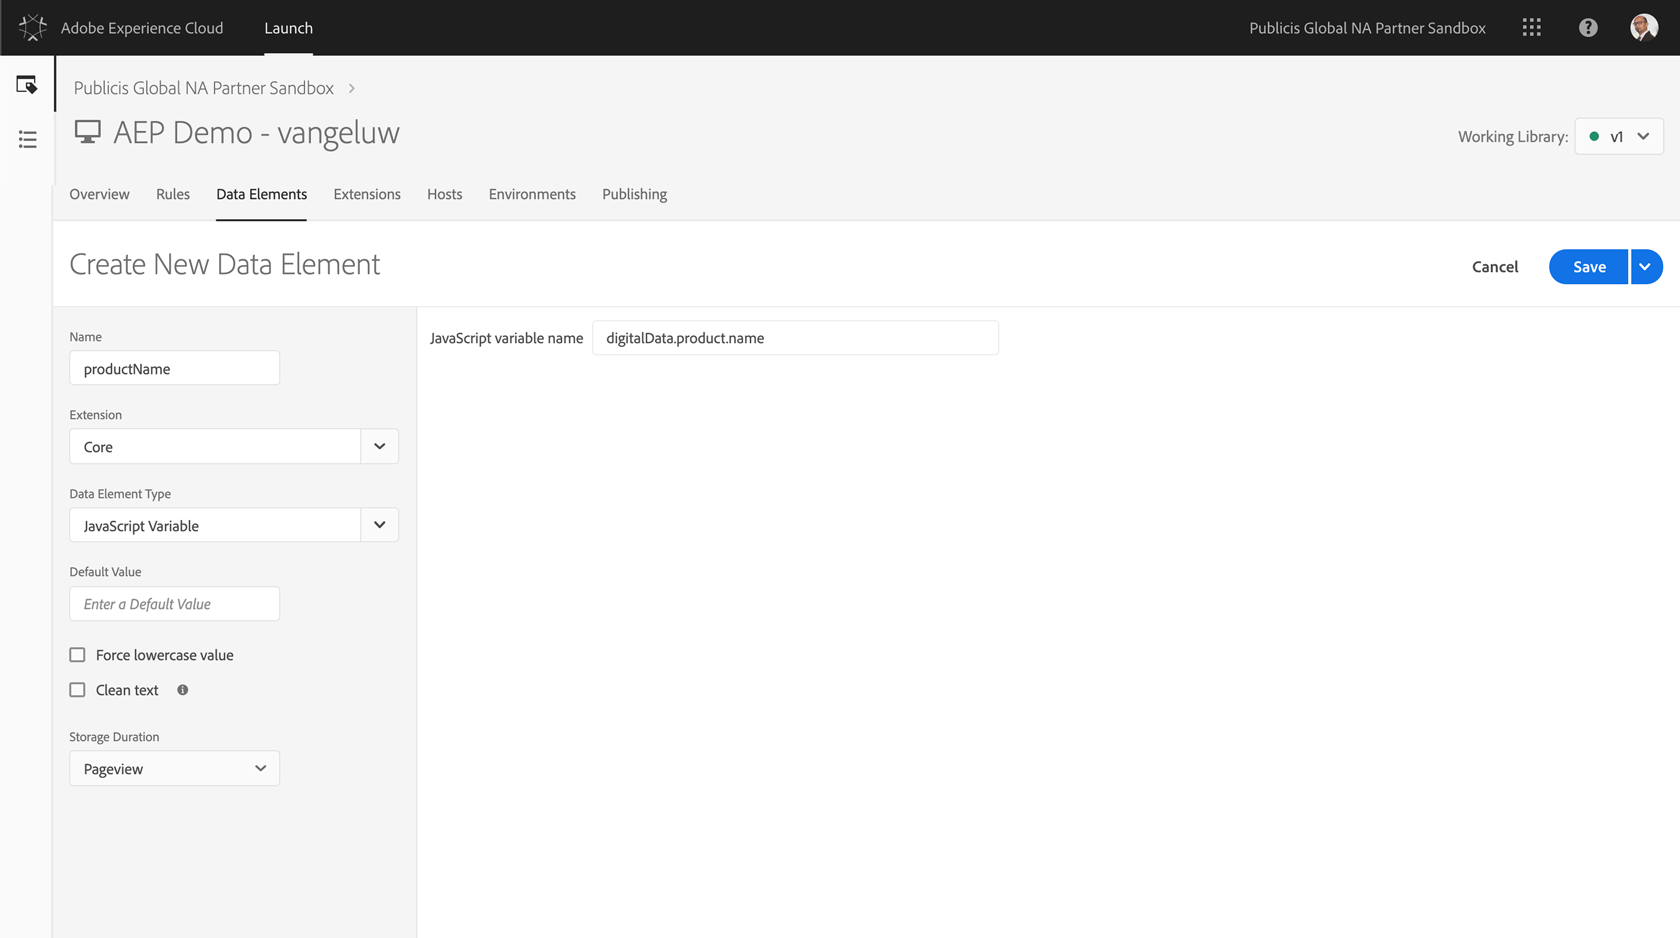 Adobe Experience Cloud
Launch
Publicis Global NA Partner Sandbox
Publicis Global NA Partner Sandbox
AEP Demo - vangeluw
Working Library:
v1
Overview
Rules
Data Elements
Extensions
Hosts
Environments
Publishing
Create New Data Element
Cancel
Save
Name
productName
Extension
Core
Data Element Type
JavaScript Variable
Default Value
Enter a Default Value
Force lowercase value
Clean text
Storage Duration
Pageview
JavaScript variable name
digitalData.product.name